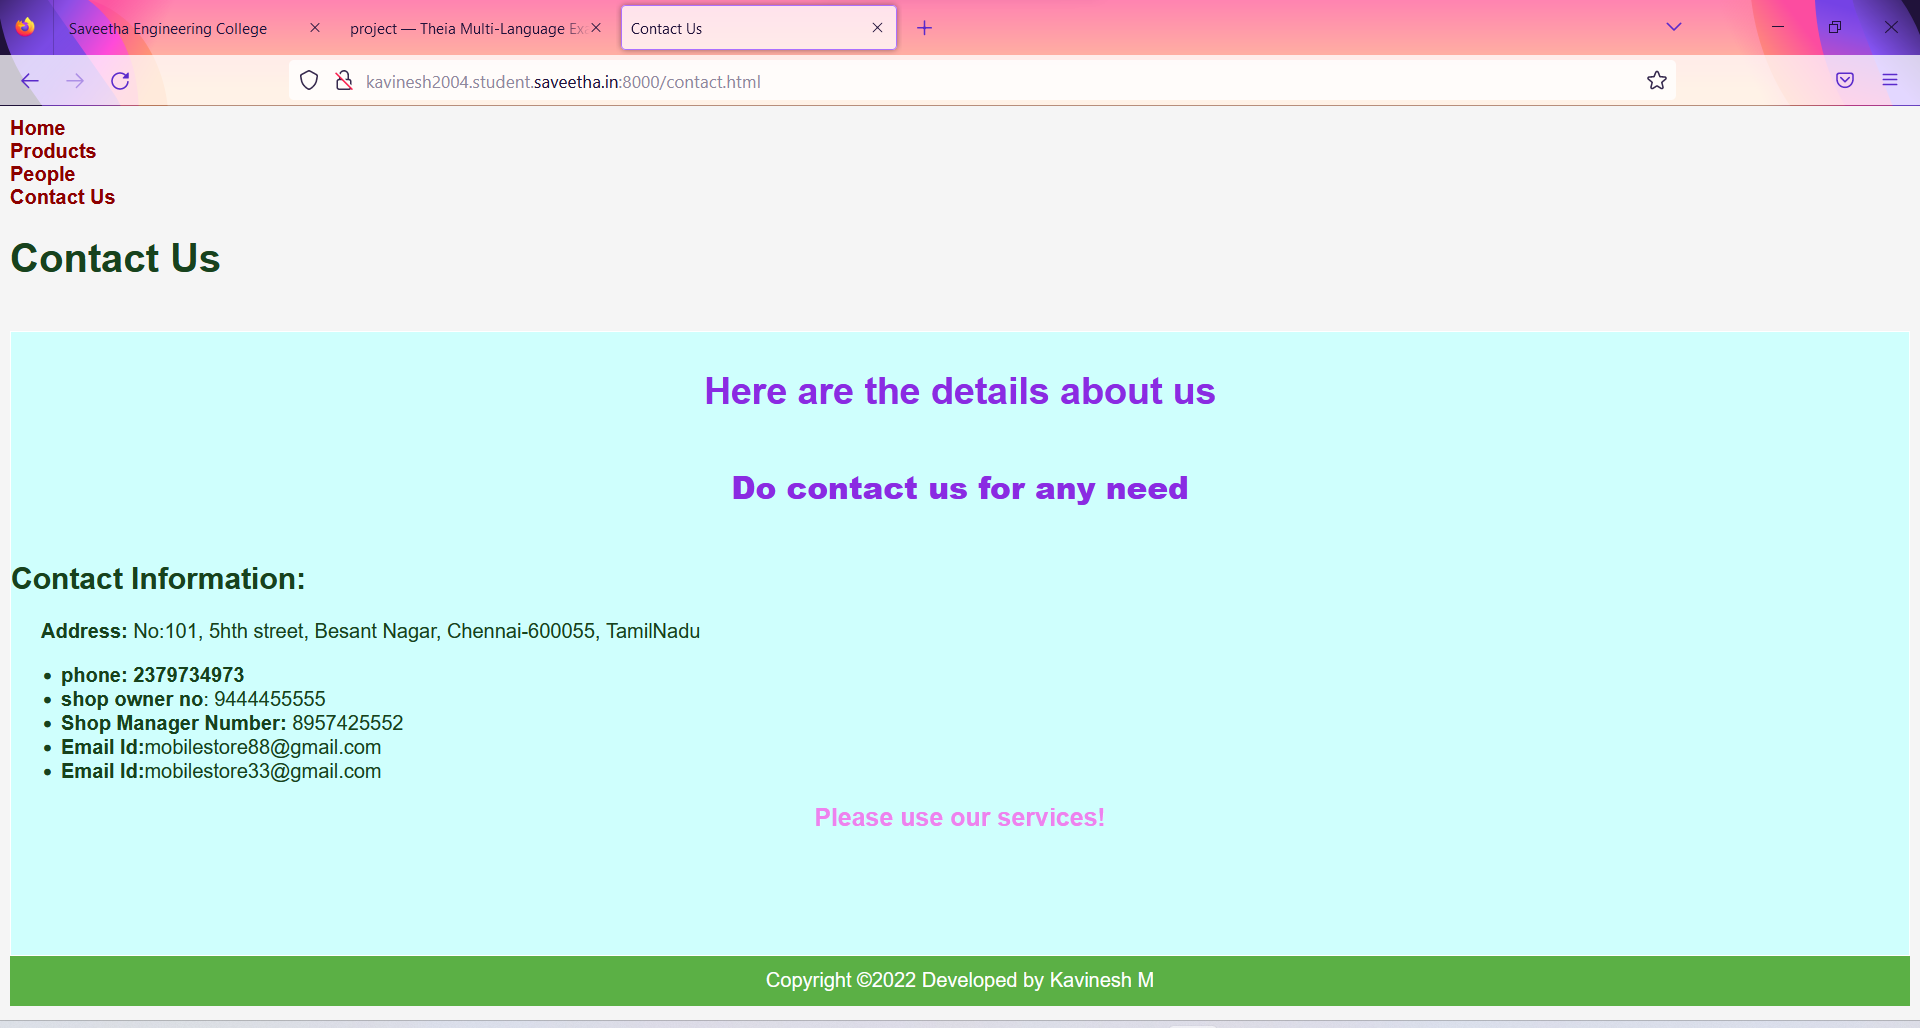 Saveetha Engineering College
project — Theia Multi-Language Ex
Contact Us
kavinesh2004.student.saveetha.in:8000/contact.html
Home
Products
People
Contact Us
Contact Us
Here are the details about us
Do contact us for any need
Contact Information:
Address: No:101, 5hth street, Besant Nagar, Chennai-600055, TamilNadu
• phone: 2379734973
• shop owner no: 9444455555
• Shop Manager Number: 8957425552
• Email Id:mobilestore88@gmail.com
• Email Id:mobilestore33@gmail.com
Please use our services!
Copyright ©2022 Developed by Kavinesh M